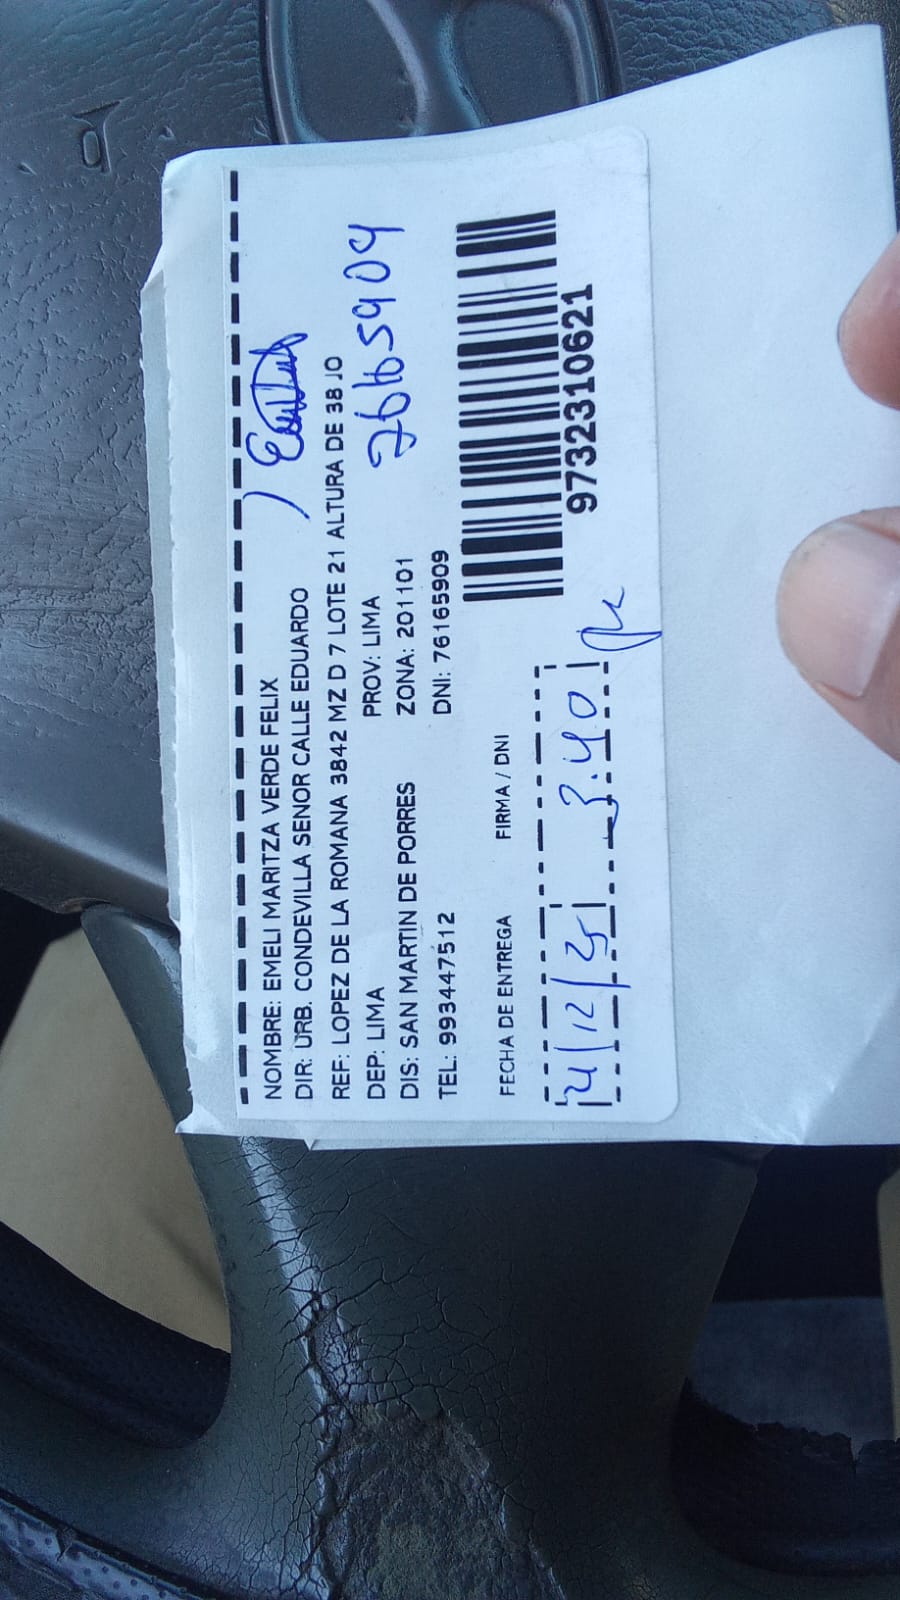 NOMBRE: EMELI MARITZA VERDE FELIX
DIR: URB. CONDEVILLA SENOR CALLE EDUARDO
REF: LOPEZ DE LA ROMANA 3842 MZ D 7 LOTE 21 ALTURA DE 38 JO
DEP: LIMA PROV: LIMA
DIS: SAN MARTIN DE PORRES ZONA: 201101
TEL: 993447512 DNI: 76165909
76165909
FECHA DE ENTREGA FIRMA / DNI
21/12/25 3:40 pm
9732310621